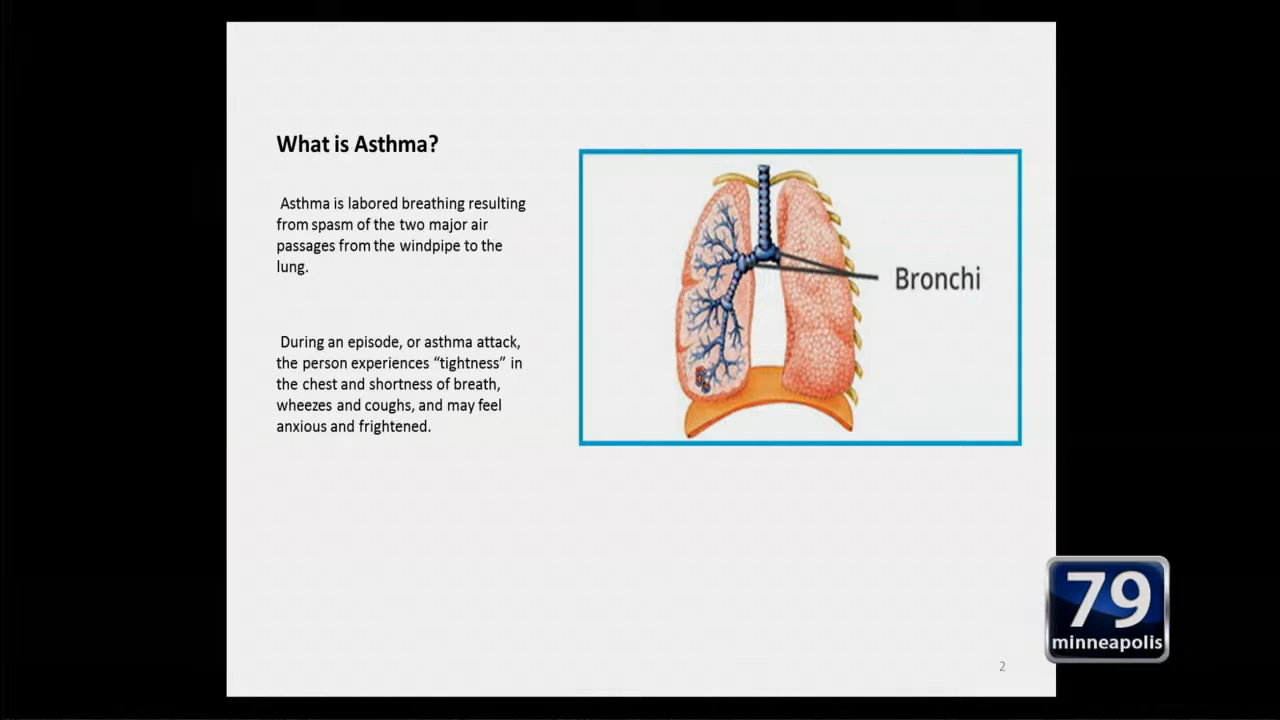 What is Asthma?
Asthma is labored breathing resulting
from spasm of the two major air
passages from the windpipe to the
lung.
During an episode, or asthma attack,
the person experiences “tightness” in
the chest and shortness of breath,
wheezes and coughs, and may feel
anxious and frightened.
Bronchi
79
minneapolis
2